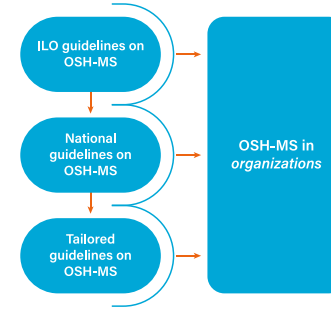 ILO guidelines on
OSH-MS
National
guidelines on
OSH-MS
Tailored
guidelines on
OSH-MS
OSH-MS in
organizations